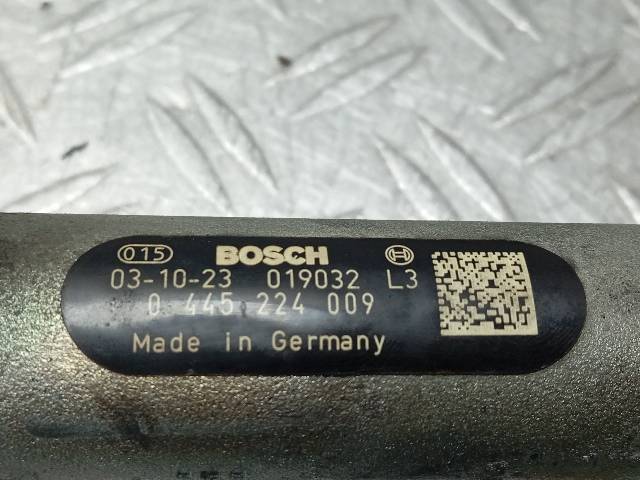 015 BOSCH
03-10-23 019032 L3
0 445 224 009
Made in Germany